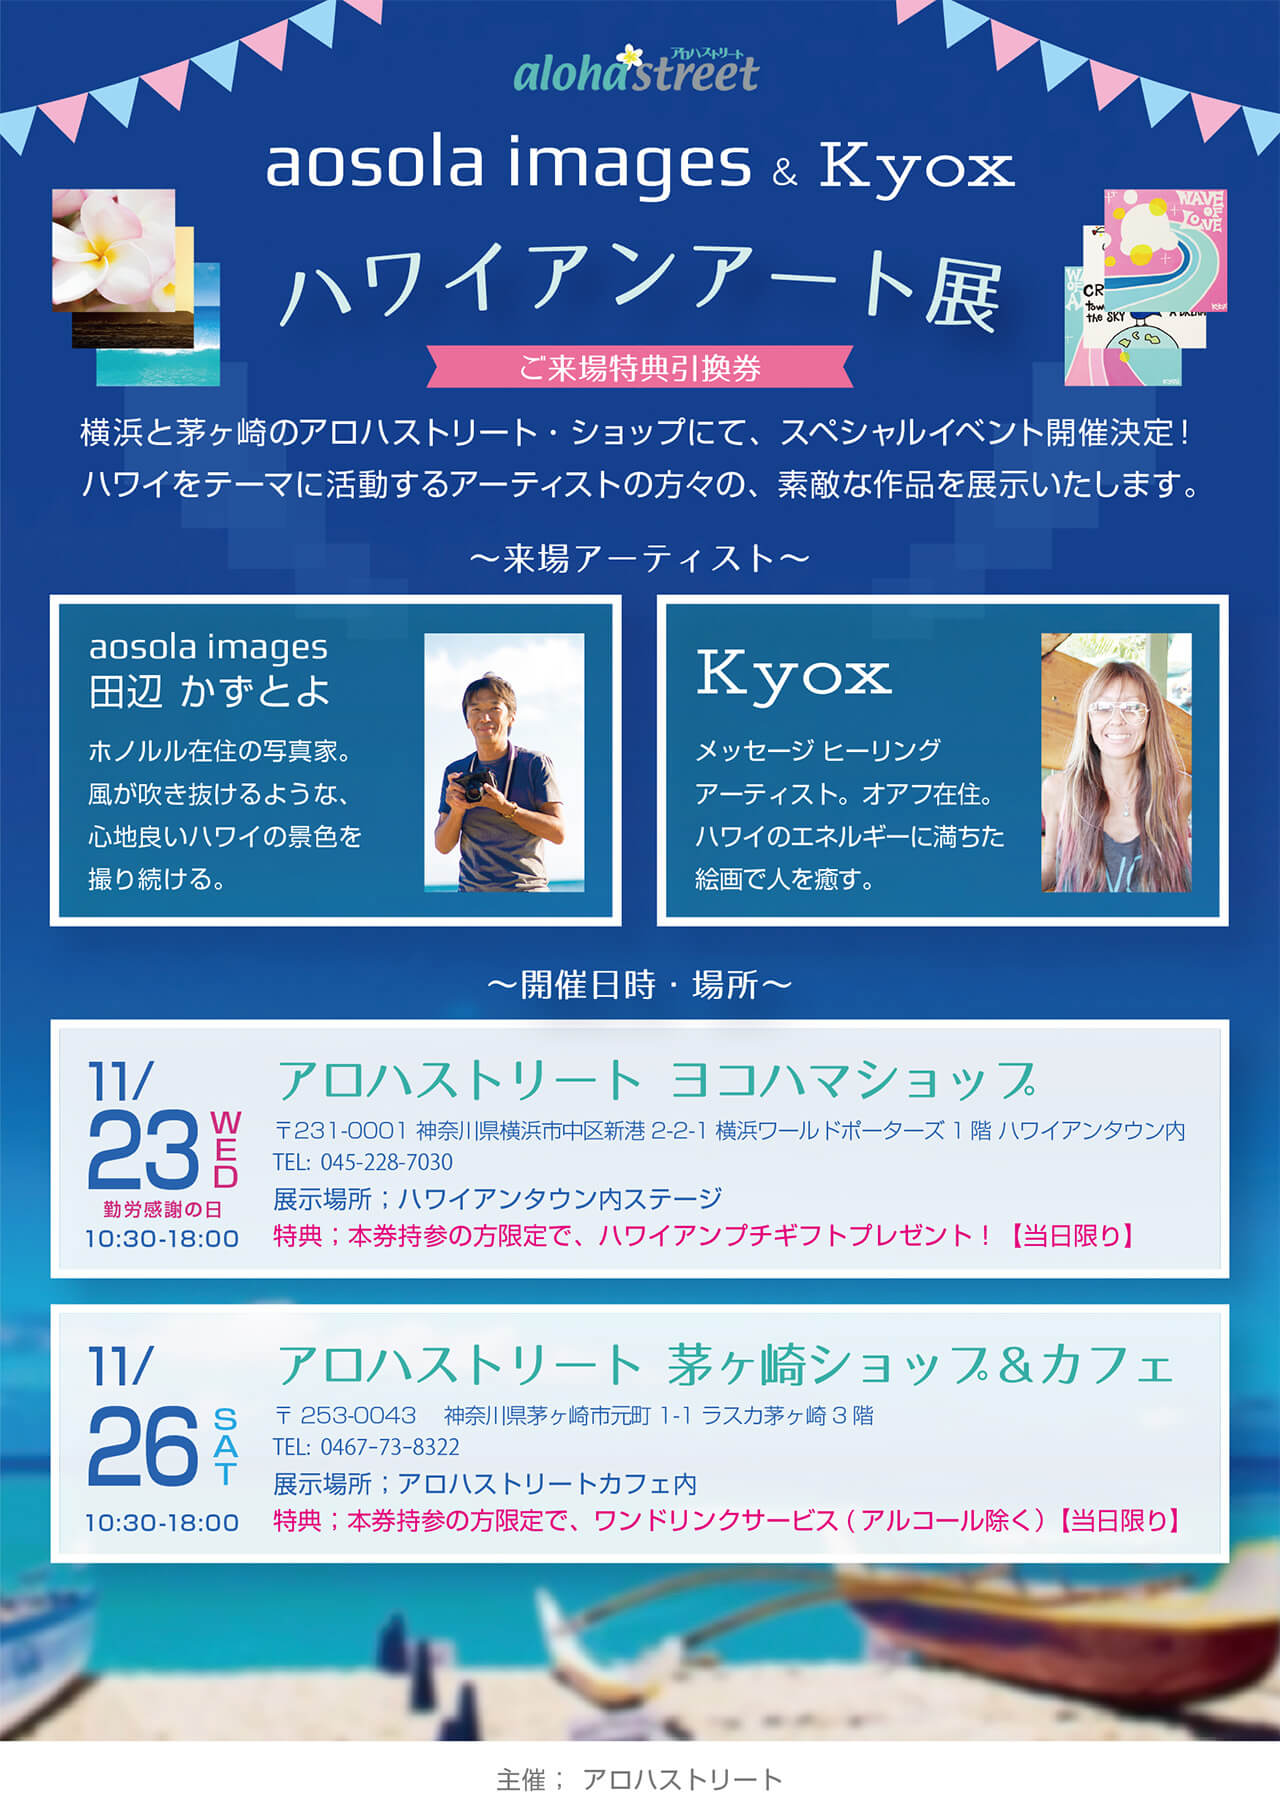 アロハストリート
aloha street
aosola images & Kyox
ハワイアンアート展
WAVE OF LOVE
ご来場特典引換券
横浜と茅ヶ崎のアロハストリート・ショップにて、スペシャルイベント開催決定!
ハワイをテーマに活動するアーティストの方々の、素敵な作品を展示いたします。
〜来場アーティスト〜
aosola images
田辺 かずとよ
ホノルル在住の写真家。
風が吹き抜けるような、
心地良いハワイの景色を
撮り続ける。
Kyox
メッセージ ヒーリング
アーティスト。オアフ在住。
ハワイのエネルギーに満ちた
絵画で人を癒す。
〜開催日時・場所〜
11/
23 WED
勤労感謝の日
10:30-18:00
アロハストリート ヨコハマショップ
〒231-0001 神奈川県横浜市中区新港 2-2-1 横浜ワールドポーターズ 1 階 ハワイアンタウン内
TEL: 045-228-7030
展示場所；ハワイアンタウン内ステージ
特典；本券持参の方限定で、ハワイアンプチギフトプレゼント！【当日限り】
11/
26 SAT
10:30-18:00
アロハストリート 茅ヶ崎ショップ＆カフェ
〒 253-0043 神奈川県茅ヶ崎市元町 1-1 ラスカ茅ヶ崎 3 階
TEL: 0467-73-8322
展示場所；アロハストリートカフェ内
特典；本券持参の方限定で、ワンドリンクサービス ( アルコール除く）【当日限り】
主催； アロハストリート